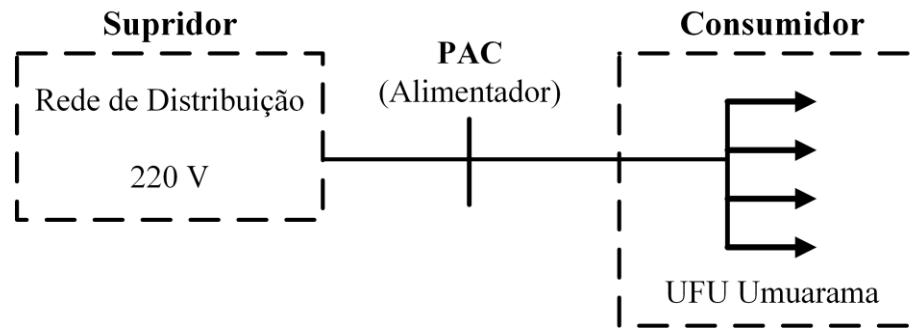 Supridor
Rede de Distribuição
220 V
PAC
(Alimentador)
Consumidor
UFU Umuarama